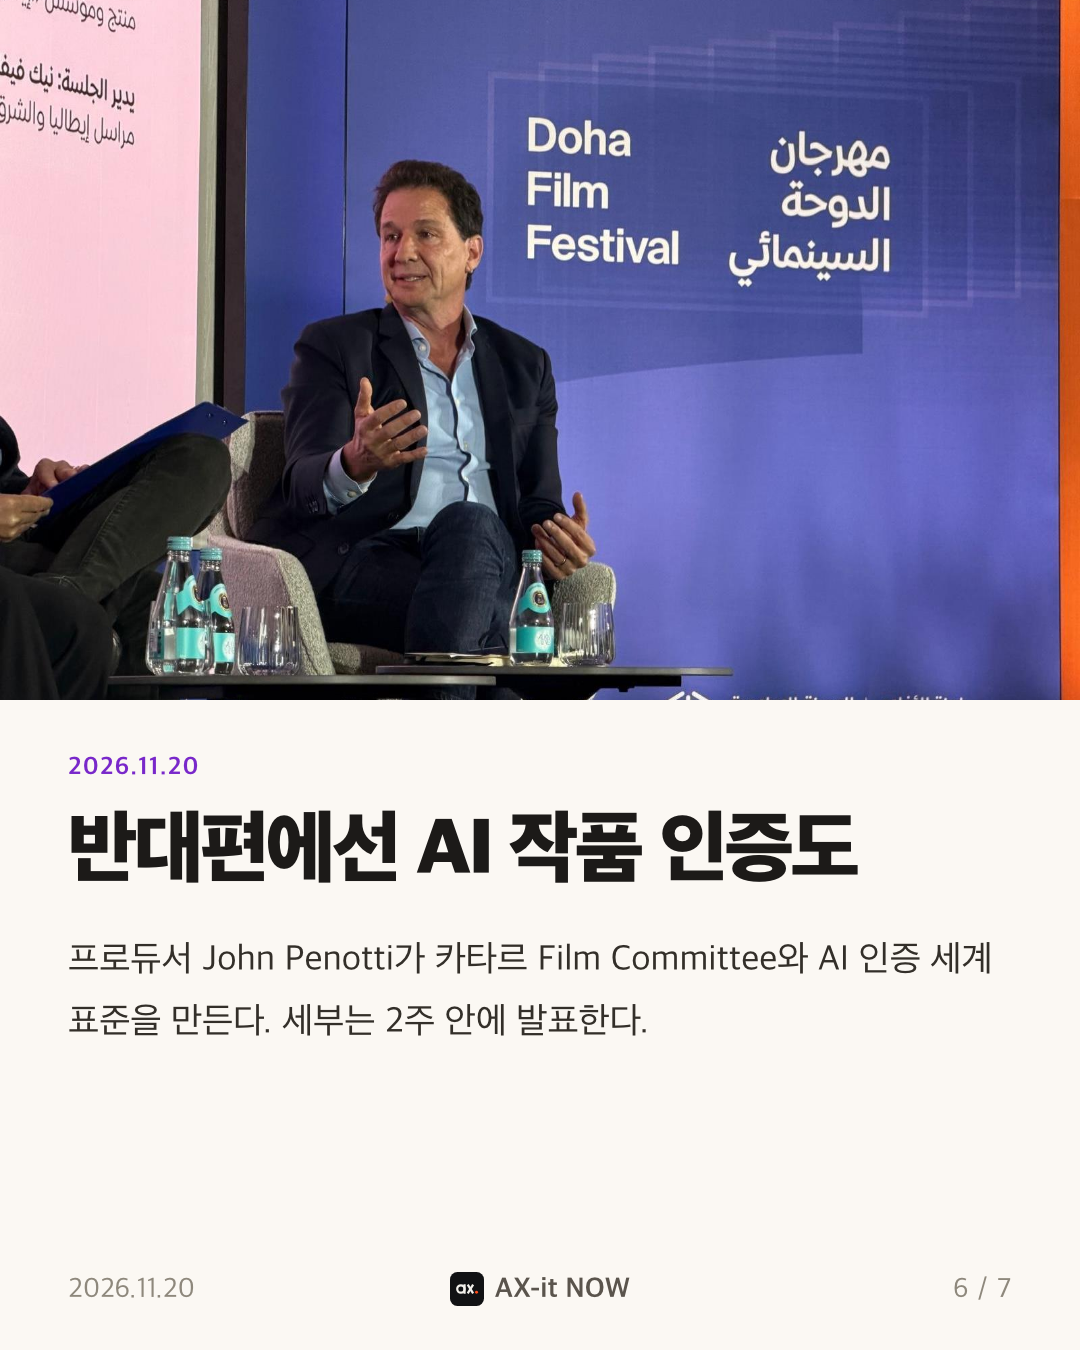 يدير الجلسة: نيك
مراسل إيطاليا والشرق
Doha
Film
Festival
مهرجان
الدوحة
السينمائي
2026.11.20
반대편에선 AI 작품 인증도
프로듀서 John Penotti가 카타르 Film Committee와 AI 인증 세계
표준을 만든다. 세부는 2주 안에 발표한다.
2026.11.20
ax.
AX-it NOW
6 / 7